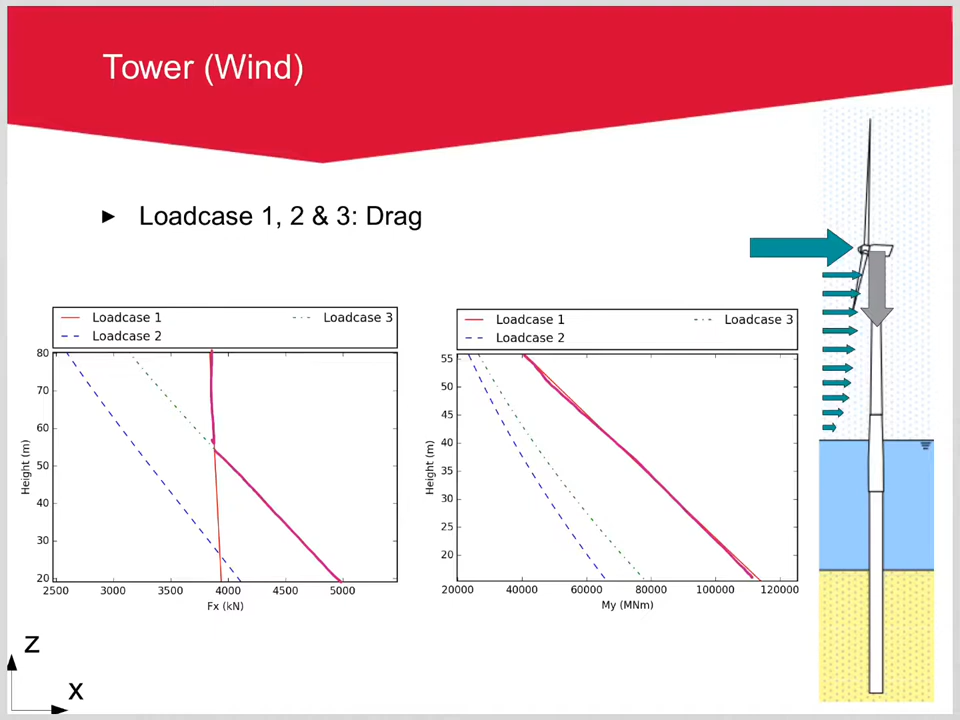 Tower (Wind)
► Loadcase 1, 2 & 3: Drag
Loadcase 1
Loadcase 2
Loadcase 3
80
70
60
50
40
30
20
Height (m)
2500 3000 3500 4000 4500 5000
Fx (kN)
Loadcase 1
Loadcase 2
Loadcase 3
55
50
45
40
35
30
25
20
Height (m)
20000 40000 60000 80000 100000 120000
My (MNm)
z
x